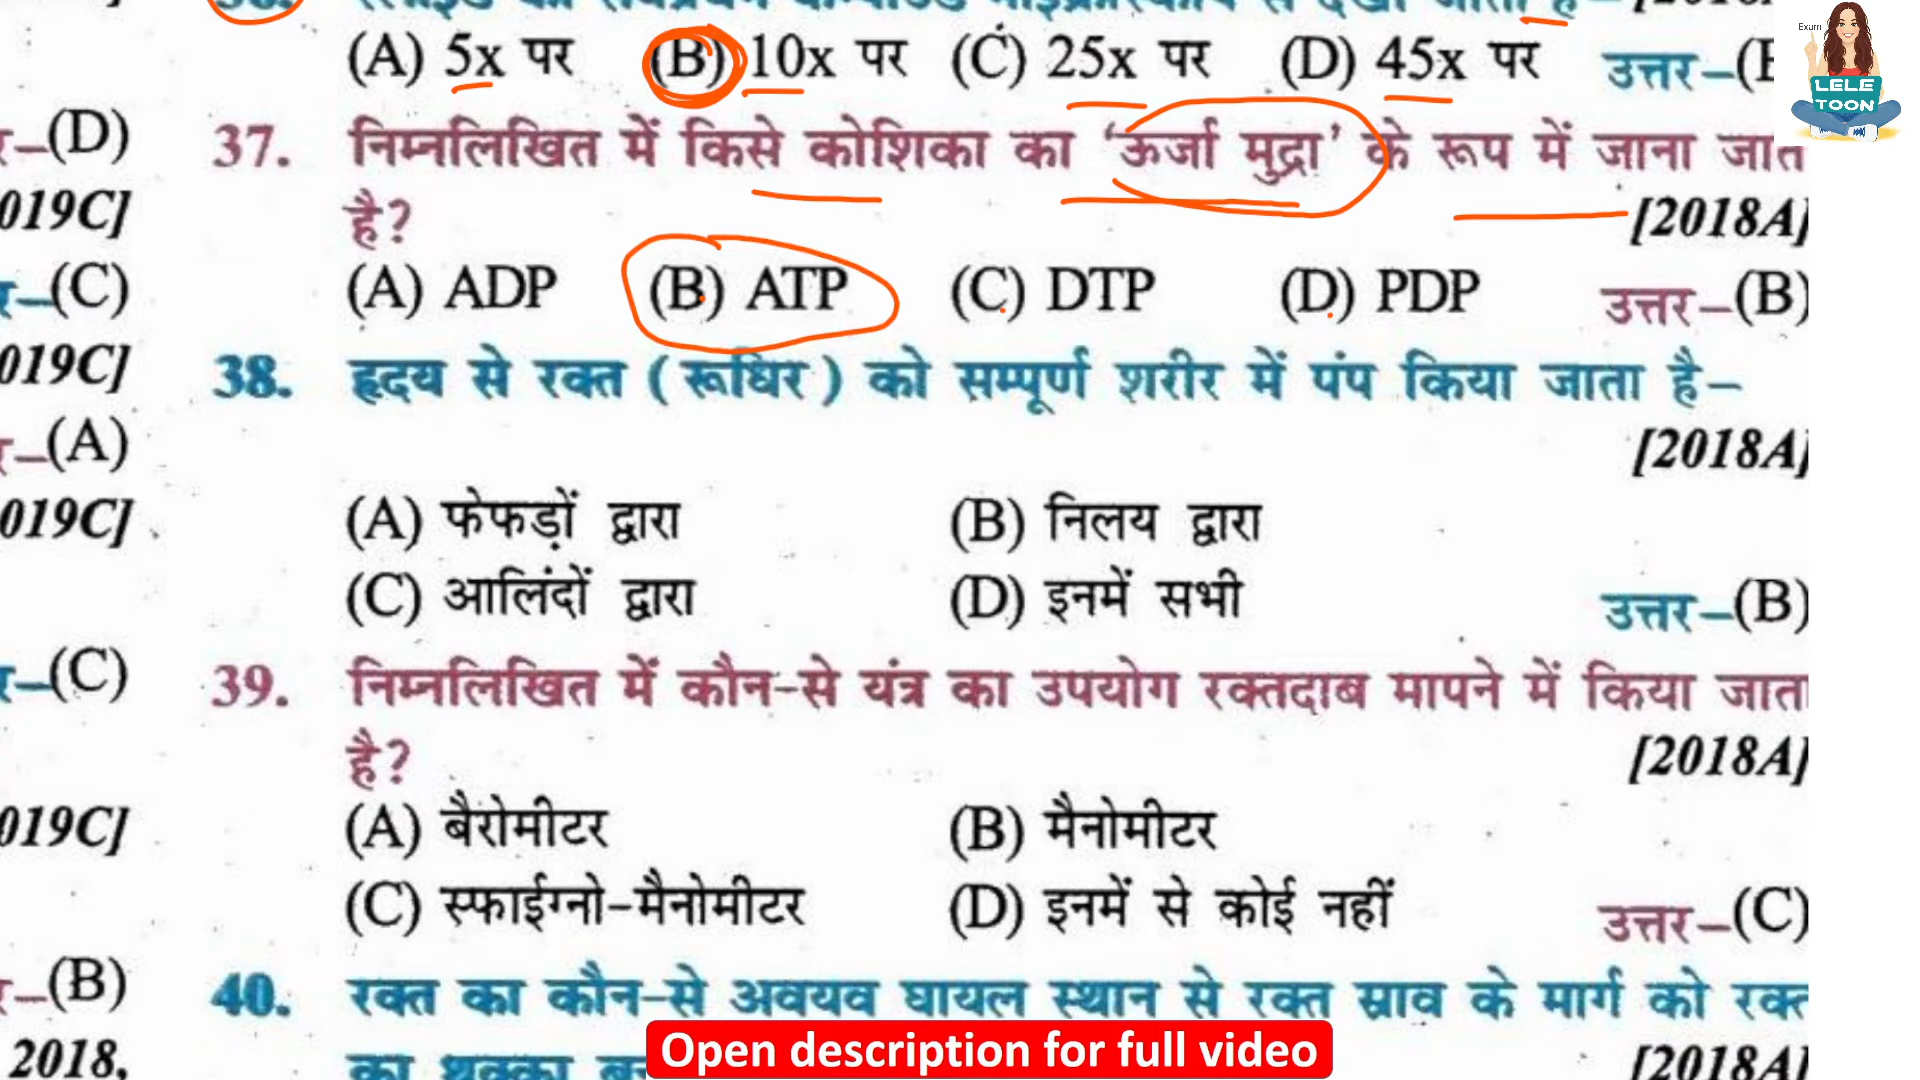 (A) 5x पर (B) 10x पर (C) 25x पर (D) 45x पर उत्तर–
Exam
LELE
TOON
–(D)
37. निम्नलिखित में किसे कोशिका का ‘ऊर्जा मुद्रा’ के रूप में जाना जात
019C]
है? [2018A]
–(C)
(A) ADP (B) ATP (C) DTP (D) PDP उत्तर–(B)
019C]
38. हृदय से रक्त (रूधिर) को सम्पूर्ण शरीर में पंप किया जाता है–
–(A)
[2018A]
019C]
(A) फेफड़ों द्वारा (B) निलय द्वारा
(C) आलिंदों द्वारा (D) इनमें सभी उत्तर–(B)
–(C)
39. निम्नलिखित में कौन-से यंत्र का उपयोग रक्तदाब मापने में किया जाता
है? [2018A]
019C]
(A) बैरोमीटर (B) मैनोमीटर
(C) स्फाईग्नो-मैनोमीटर (D) इनमें से कोई नहीं उत्तर–(C)
–(B)
40. रक्त का कौन-से अवयव घायल स्थान से रक्त स्राव के मार्ग को रक्त
2018,
का थक्का [2018A]
Open description for full video